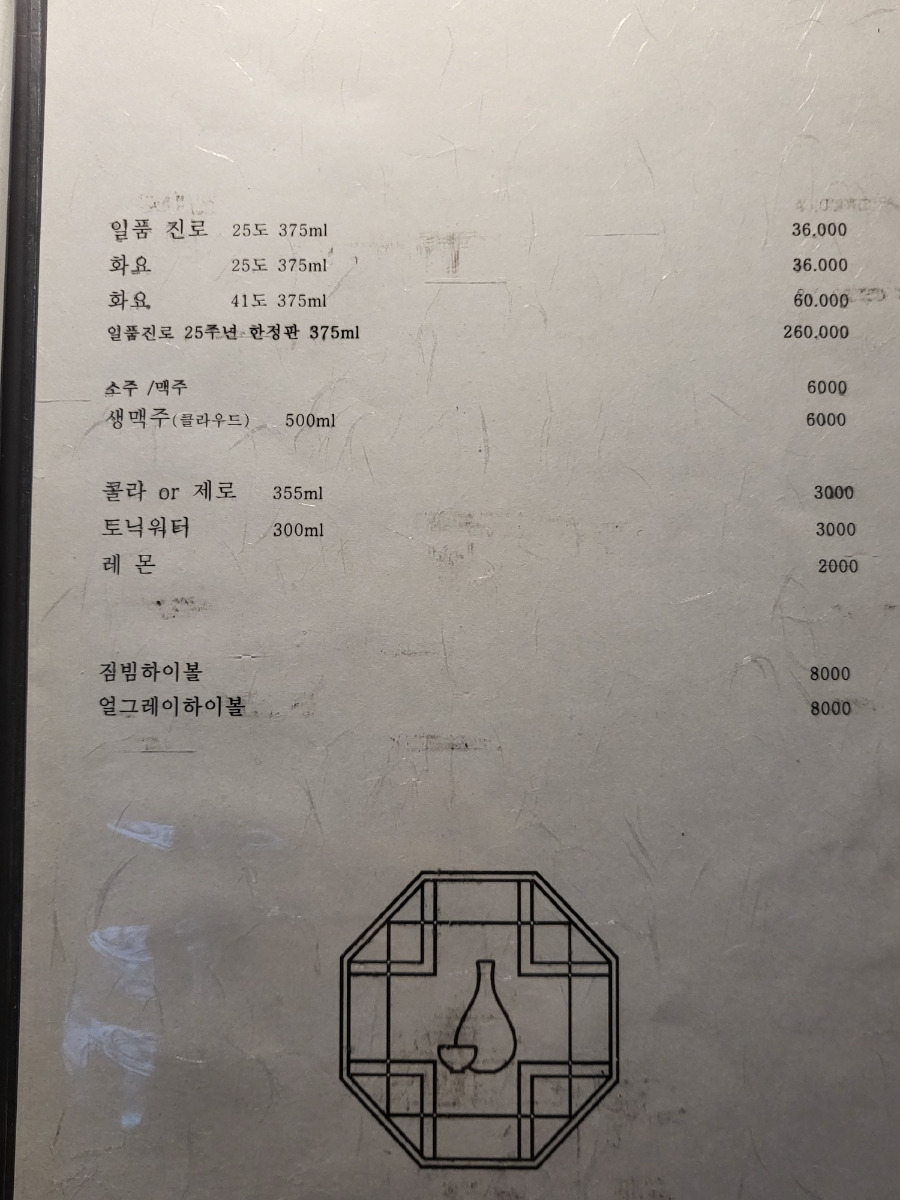 일품 진로 25도 375ml 36,000
화요 25도 375ml 36.000
화요 41도 375ml 60.000
일품진로 25주년 한정판 375ml 260,000
소주 /맥주 6000
생맥주(클라우드) 500ml 6000
콜라 or 제로 355ml 3000
토닉워터 300ml 3000
레 몬 2000
짐빔하이볼 8000
얼그레이하이볼 8000